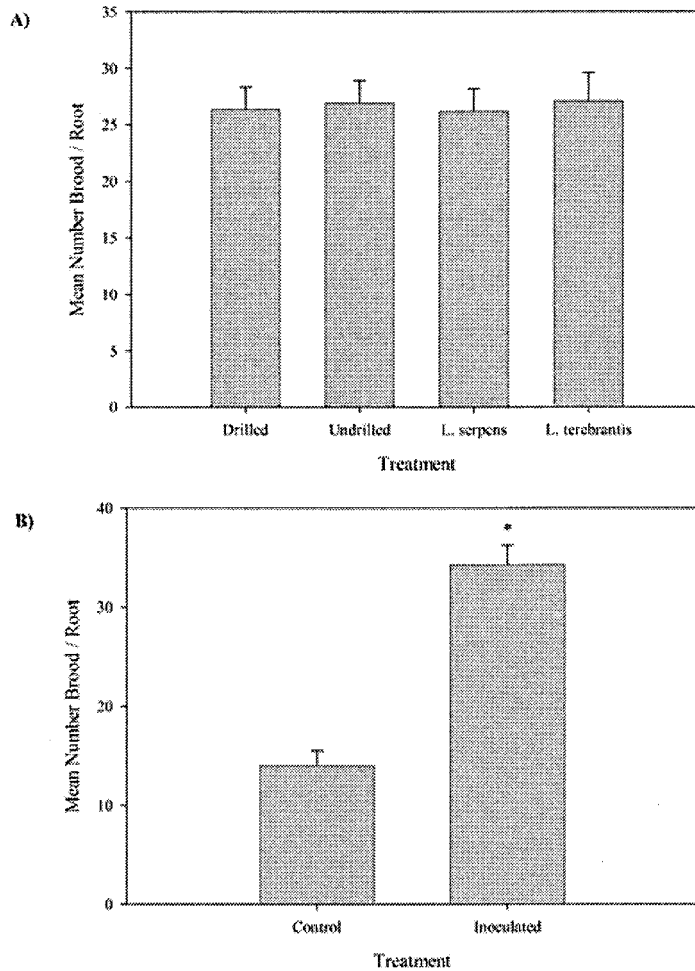 A)
35
30
25
20
15
10
5
0
Mean Number Brood / Root
Drilled Undrilled L. serpens L. terebrantis
Treatment
B)
40
30
20
10
0
Mean Number Brood / Root
*
Control Inoculated
Treatment